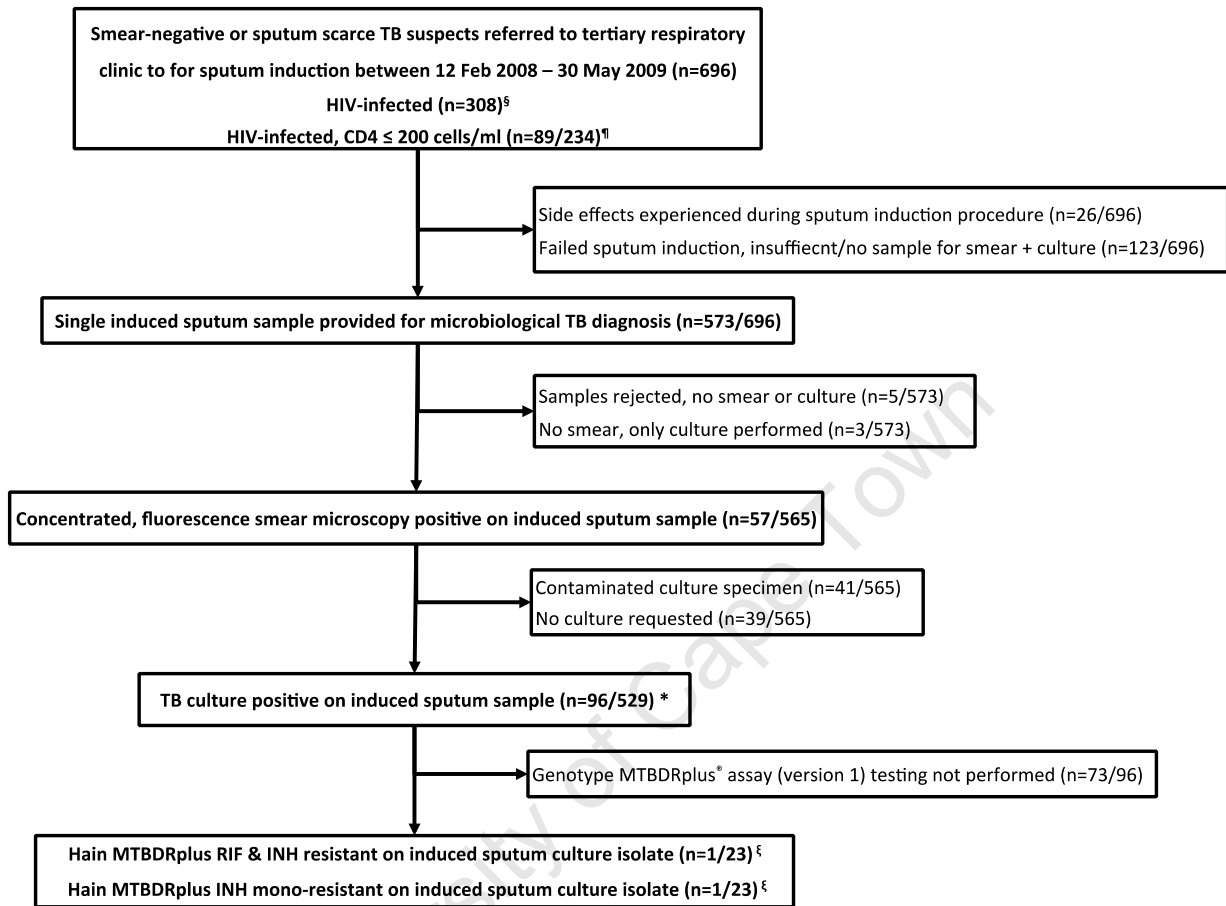 Smear-negative or sputum scarce TB suspects referred to tertiary respiratory
clinic to for sputum induction between 12 Feb 2008 – 30 May 2009 (n=696)
HIV-infected (n=308)§
HIV-infected, CD4 ≤ 200 cells/ml (n=89/234)¶
Side effects experienced during sputum induction procedure (n=26/696)
Failed sputum induction, insuffiecnt/no sample for smear + culture (n=123/696)
Single induced sputum sample provided for microbiological TB diagnosis (n=573/696)
Samples rejected, no smear or culture (n=5/573)
No smear, only culture performed (n=3/573)
Concentrated, fluorescence smear microscopy positive on induced sputum sample (n=57/565)
Contaminated culture specimen (n=41/565)
No culture requested (n=39/565)
TB culture positive on induced sputum sample (n=96/529) *
Genotype MTBDRplus® assay (version 1) testing not performed (n=73/96)
Hain MTBDRplus RIF & INH resistant on induced sputum culture isolate (n=1/23) ξ
Hain MTBDRplus INH mono-resistant on induced sputum culture isolate (n=1/23) ξ
ersity of Cape Town